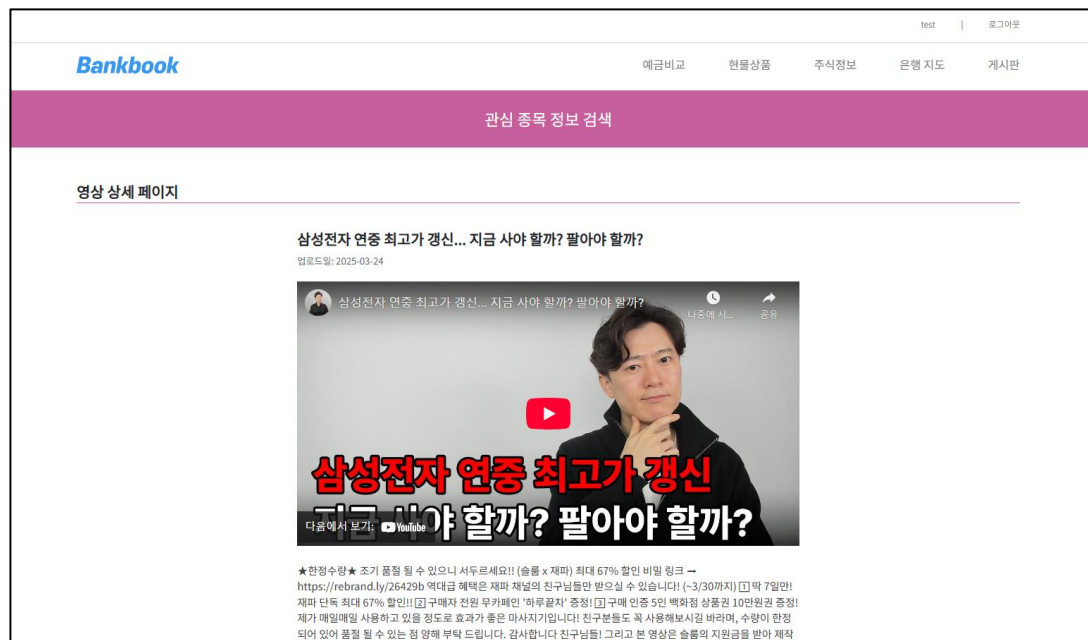 test | 로그아웃
Bankbook 예금비교 현물상품 주식정보 은행 지도 게시판
관심 종목 정보 검색
영상 상세 페이지
삼성전자 연중 최고가 갱신... 지금 사야 할까? 팔아야 할까?
업로드일: 2025-03-24
삼성전자 연중 최고가 갱신... 지금 사야 할까? 팔아야 할까?
나중에 시... 공유
삼성전자 연중 최고가 갱신
지금 사야 할까? 팔아야 할까?
다음에서 보기: YouTube
★한정수량★ 조기 품절 될 수 있으니 서두르세요!! (슬룸 x 재파) 최대 67% 할인 비밀 링크 →
https://rebrand.ly/26429b 역대급 혜택은 재파 채널의 친구님들만 받으실 수 있습니다! (~3/30까지) 1️⃣ 딱 7일만!
재파 단독 최대 67% 할인!! 2️⃣ 구매자 전원 무카페인 '하루끝차' 증정! 3️⃣ 구매 인증 5인 백화점 상품권 10만원권 증정!
제가 매일매일 사용하고 있을 정도로 효과가 좋은 마사지기입니다! 친구분들도 꼭 사용해보시길 바라며, 수량이 한정
되어 있어 품절 될 수 있는 점 양해 부탁 드립니다. 감사합니다 친구님들! 그리고 본 영상은 슬룸의 지원금을 받아 제작